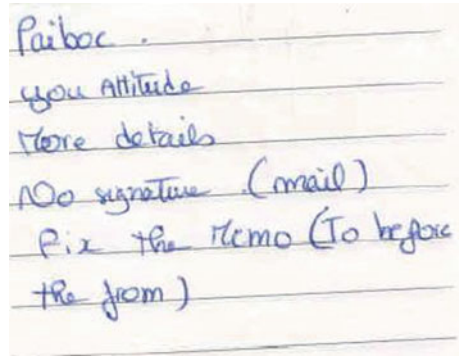 Paiboc.
you Attitude
More details
No signature (mail)
Fix the Memo (To before
the from)